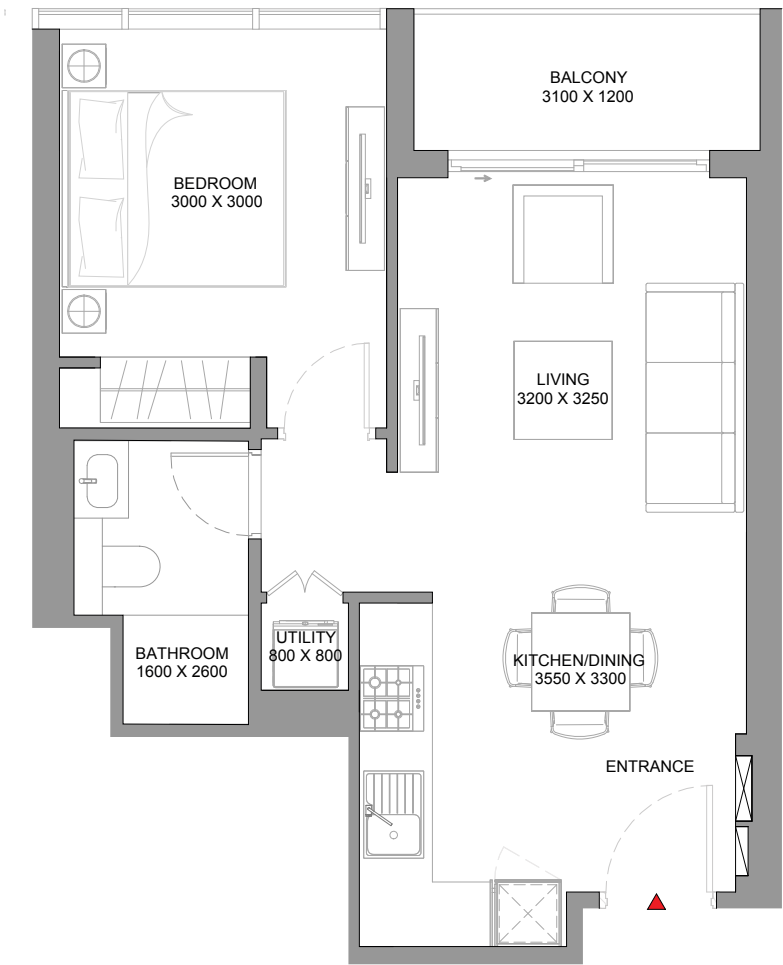 BALCONY
3100 X 1200
BEDROOM
3000 X 3000
LIVING
3200 X 3250
BATHROOM
1600 X 2600
UTILITY
800 X 800
KITCHEN/DINING
3550 X 3300
ENTRANCE